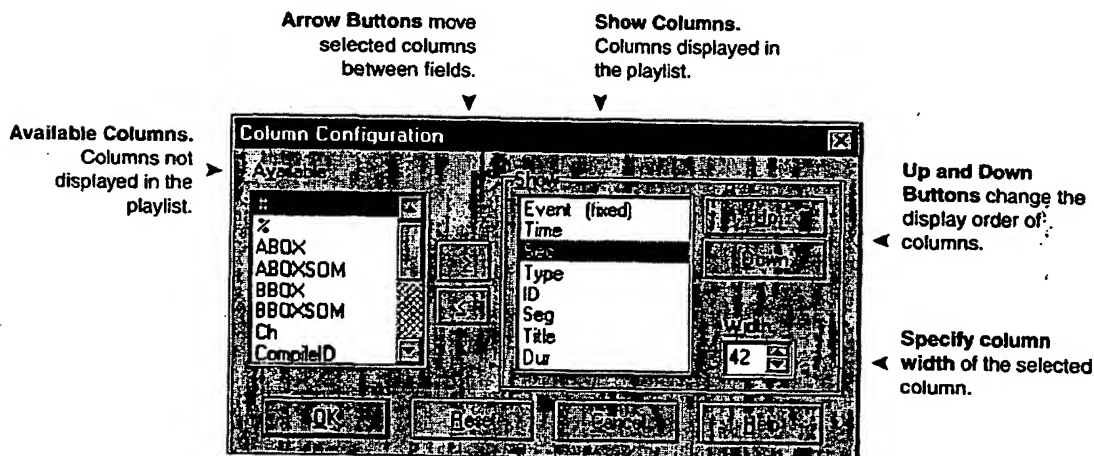 Arrow Buttons move
selected columns
between fields.
Show Columns.
Columns displayed in
the playlist.
Available Columns.
Columns not
displayed in the
playlist.
Column Configuration
Available
#
%
ABOX
ABOXSOM
BBOX
BBOXSOM
Ch
CompileID
Show
Event (fixed)
Time
Type
ID
Seg
Title
Dur
Up
Down
Width
42
OK
Reset
Cancel
Help
Up and Down
Buttons change the
display order of
columns.
Specify column
width of the selected
column.